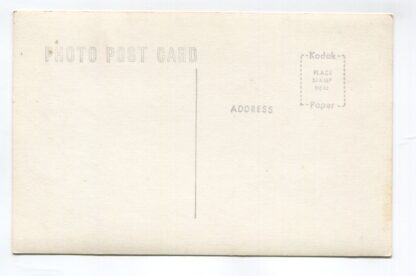 PHOTO POST CARD
Kodak
PLACE
STAMP
HERE
Paper
ADDRESS